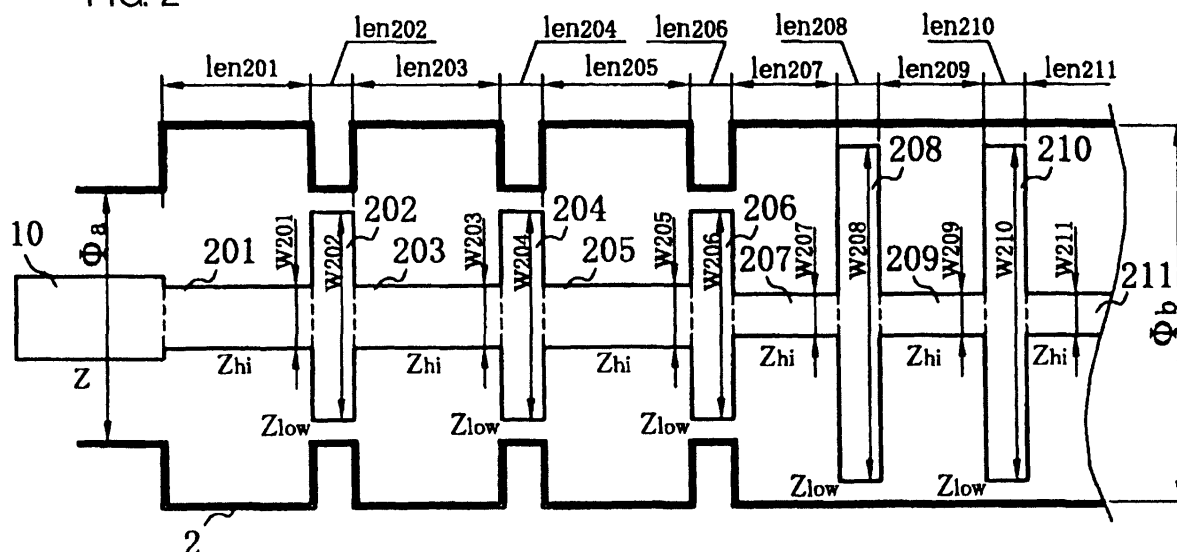 FIG. 2
len202 len204 len206 len208 len210
len201 len203 len205 len207 len209 len211
208 210
10 Φa 201 W201 W202 202 203 W203 W204 204 205 W205 W206 206 207 W207 W208 209 W209 W210 W211 211 Φb
Z Zhi Zhi Zhi Zhi Zhi Zhi
Zlow Zlow Zlow
Zlow Zlow
2